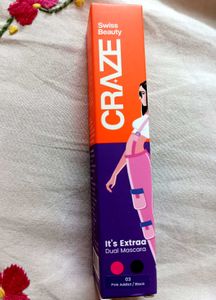 Swiss
Beauty
CRAZE
It's Extraa
Dual Mascara
03
Pink Addict / Black